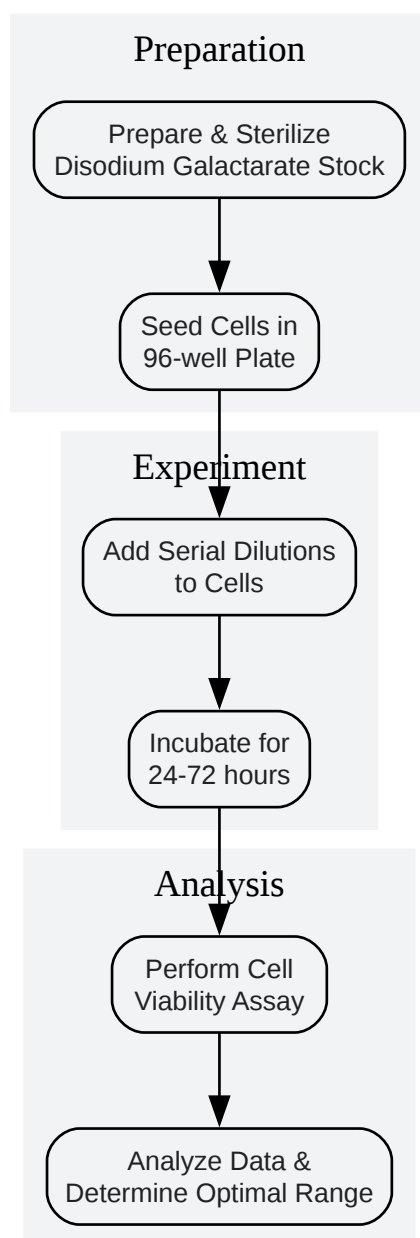 Preparation
Prepare & Sterilize
Disodium Galactarate Stock
Seed Cells in
96-well Plate
Experiment
Add Serial Dilutions
to Cells
Incubate for
24-72 hours
Analysis
Perform Cell
Viability Assay
Analyze Data &
Determine Optimal Range